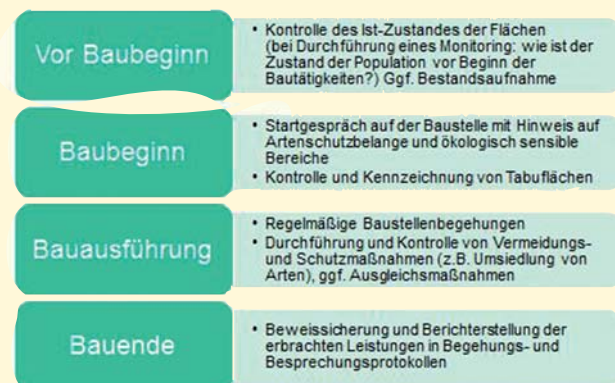 Vor Baubeginn
• Kontrolle des Ist-Zustandes der Flächen
(bei Durchführung eines Monitoring: wie ist der
Zustand der Population vor Beginn der
Bautätigkeiten?) Ggf. Bestandsaufnahme
Baubeginn
• Startgespräch auf der Baustelle mit Hinweis auf
Artenschutzbelange und ökologisch sensible
Bereiche
• Kontrolle und Kennzeichnung von Tabuflächen
Bauausführung
• Regelmäßige Baustellenbegehungen
• Durchführung und Kontrolle von Vermeidungs-
und Schutzmaßnahmen (z.B. Umsiedlung von
Arten), ggf. Ausgleichsmaßnahmen
Bauende
• Beweissicherung und Berichterstellung der
erbrachten Leistungen in Begehungs- und
Besprechungsprotokollen